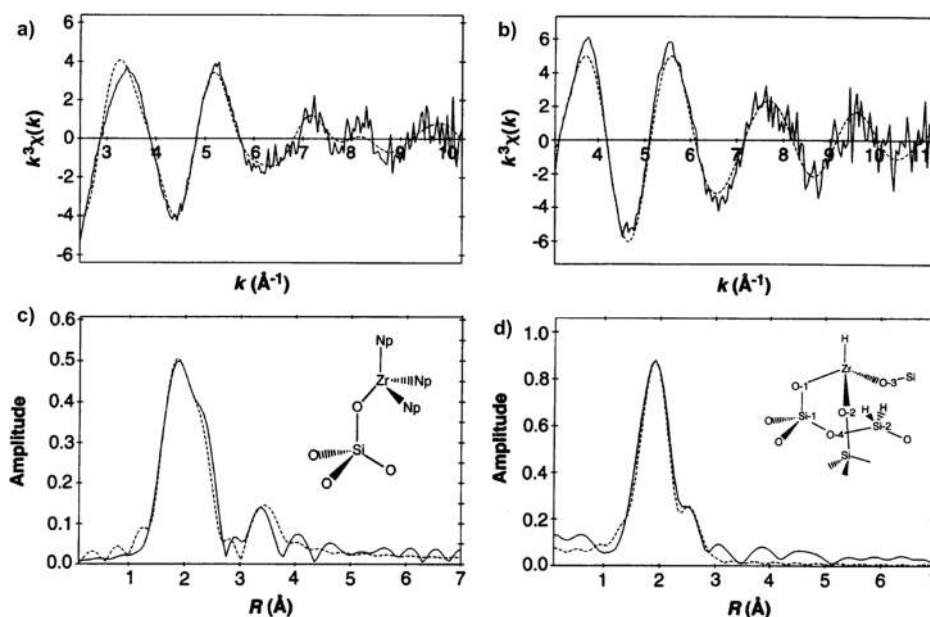 a)
6
4
2
0
-2
-4
-6
k³χ(k)
4 5 6 7 8 9 10
k (Å⁻¹)
b)
6
4
2
0
-2
-4
-6
k³χ(k)
4 5 6 7 8 9 10 11
k (Å⁻¹)
c)
0.6
0.5
0.4
0.3
0.2
0.1
0.0
Amplitude
Np
Zr Np
Np
O
Si
O O
O
1 2 3 4 5 6 7
R (Å)
d)
1.0
0.8
0.6
0.4
0.2
0.0
Amplitude
H
Zr
O-1 O-3 Si
H H
O Si-1 O-2 Si-2
O O-4 O
Si
1 2 3 4 5 6 7
R (Å)